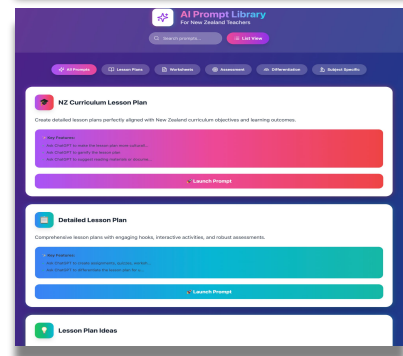 AI Prompt Library
For New Zealand Teachers
Search prompts...
List View
All Prompts
Lesson Plans
Worksheets
Assessment
Differentiation
Subject Specific
NZ Curriculum Lesson Plan
Create detailed lesson plans perfectly aligned with New Zealand curriculum objectives and learning outcomes.
Key Features:
Ask ChatGPT to make the lesson plan more culturall...
Ask ChatGPT to gamify the lesson plan
Ask ChatGPT to suggest reading materials or discuss...
Launch Prompt
Detailed Lesson Plan
Comprehensive lesson plans with engaging hooks, interactive activities, and robust assessments.
Key Features:
Ask ChatGPT to create assignments, quizzes, worksh...
Ask ChatGPT to differentiate the lesson plan for
Launch Prompt
Lesson Plan Ideas